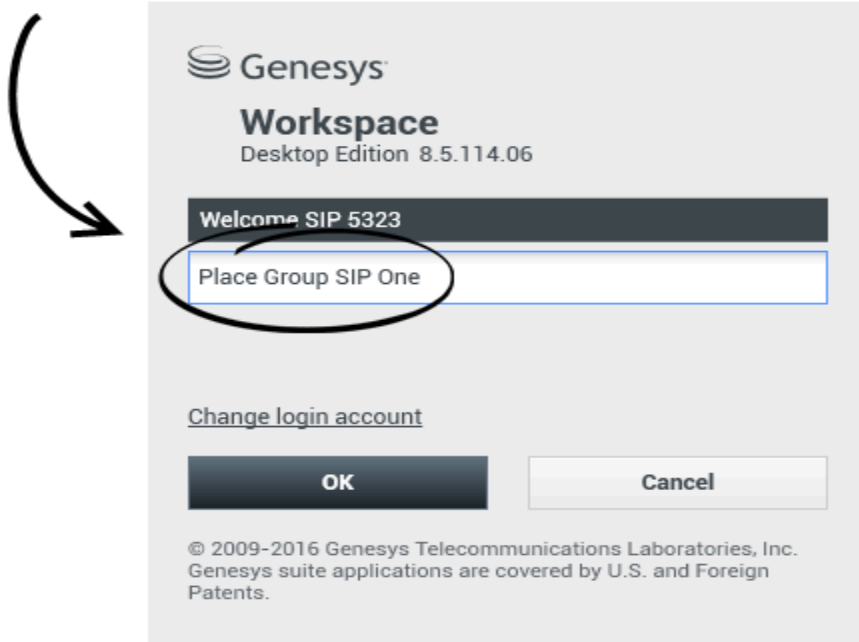 Genesys
Workspace
Desktop Edition 8.5.114.06
Welcome SIP 5323
Place Group SIP One
Change login account
OK
Cancel
© 2009-2016 Genesys Telecommunications Laboratories, Inc.
Genesys suite applications are covered by U.S. and Foreign
Patents.